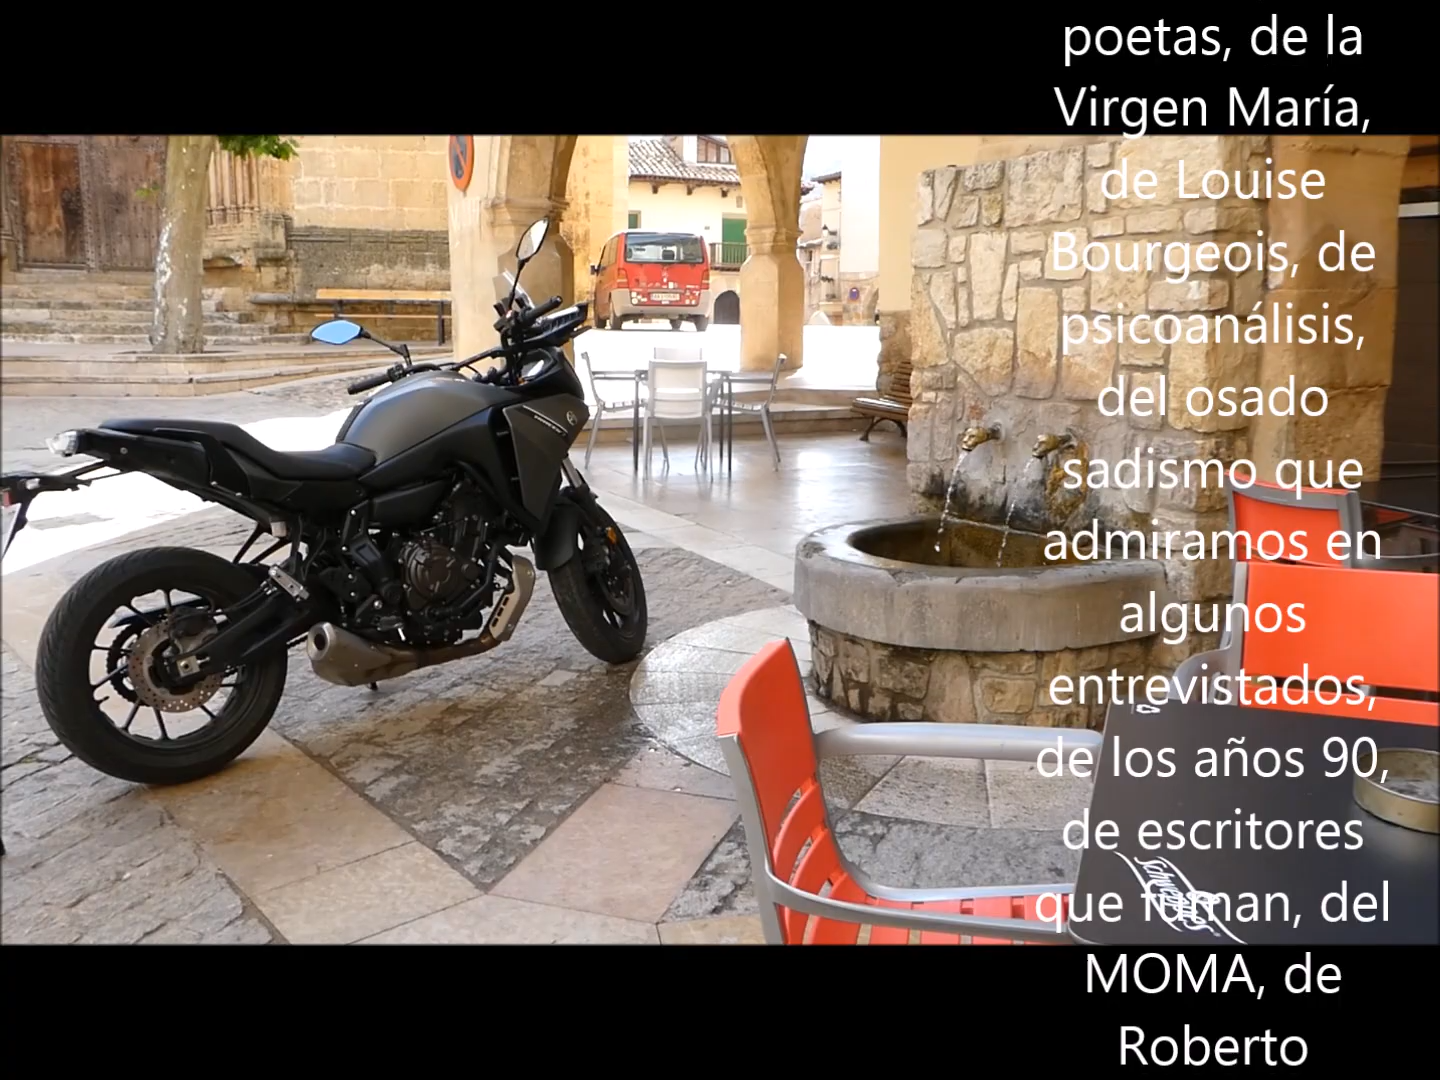 poetas, de la
Virgen María,
de Louise
Bourgeois, de
psicoanálisis,
del osado
sadismo que
admiramos en
algunos
entrevistados,
de los años 90,
de escritores
que fuman, del
MOMA, de
Roberto
Schweppes